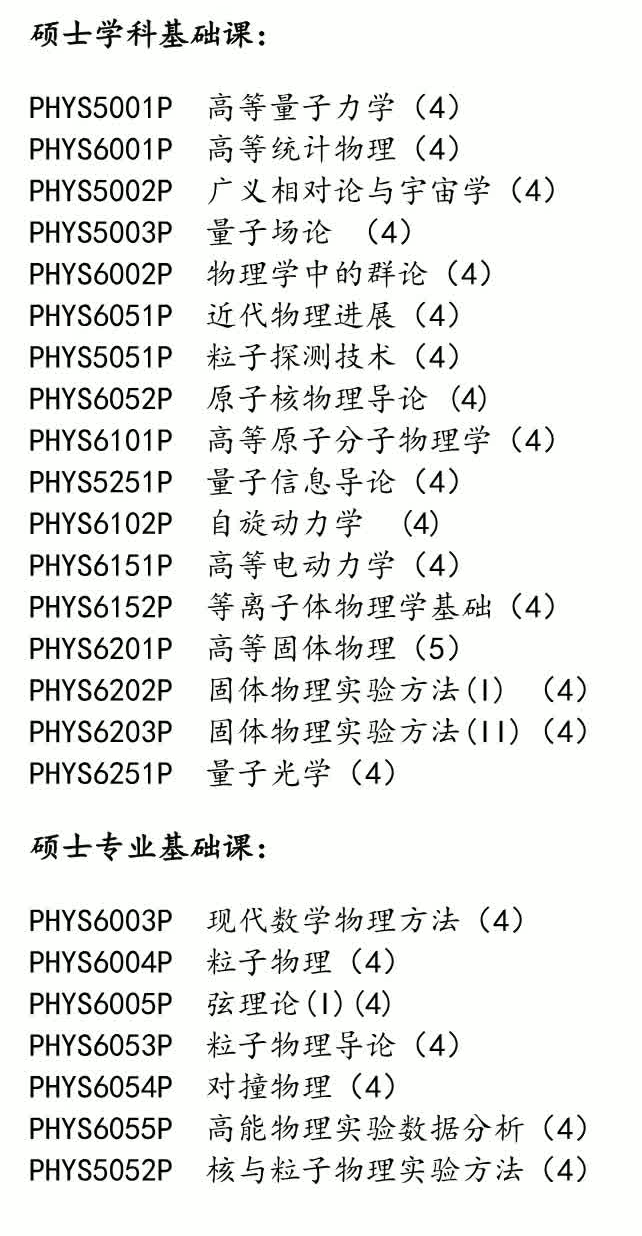 硕士学科基础课:
PHYS5001P 高等量子力学（4）
PHYS6001P 高等统计物理（4）
PHYS5002P 广义相对论与宇宙学（4）
PHYS5003P 量子场论 （4）
PHYS6002P 物理学中的群论（4）
PHYS6051P 近代物理进展（4）
PHYS5051P 粒子探测技术（4）
PHYS6052P 原子核物理导论 (4)
PHYS6101P 高等原子分子物理学（4）
PHYS5251P 量子信息导论（4）
PHYS6102P 自旋动力学 (4)
PHYS6151P 高等电动力学（4）
PHYS6152P 等离子体物理学基础（4）
PHYS6201P 高等固体物理（5）
PHYS6202P 固体物理实验方法(I) （4）
PHYS6203P 固体物理实验方法(II)（4）
PHYS6251P 量子光学（4）
硕士专业基础课:
PHYS6003P 现代数学物理方法（4）
PHYS6004P 粒子物理（4）
PHYS6005P 弦理论(I)(4)
PHYS6053P 粒子物理导论（4）
PHYS6054P 对撞物理（4）
PHYS6055P 高能物理实验数据分析（4）
PHYS5052P 核与粒子物理实验方法（4）